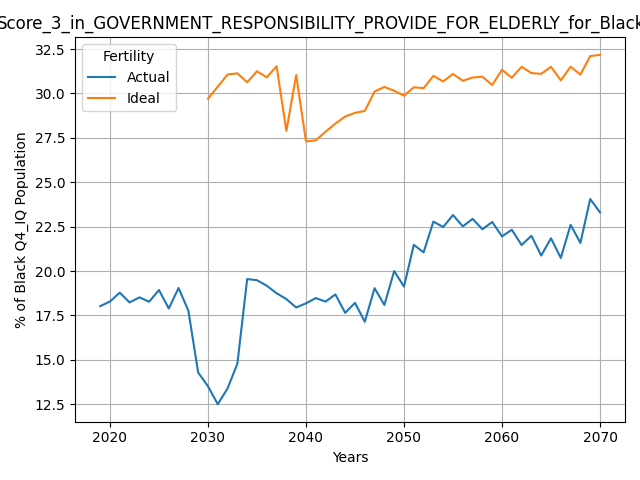 Score_3_in_GOVERNMENT_RESPONSIBILITY_PROVIDE_FOR_ELDERLY_for_Black
Fertility
Actual
Ideal
32.5
30.0
27.5
25.0
22.5
20.0
17.5
15.0
12.5
% of Black Q4_IQ Population
2020 2030 2040 2050 2060 2070
Years